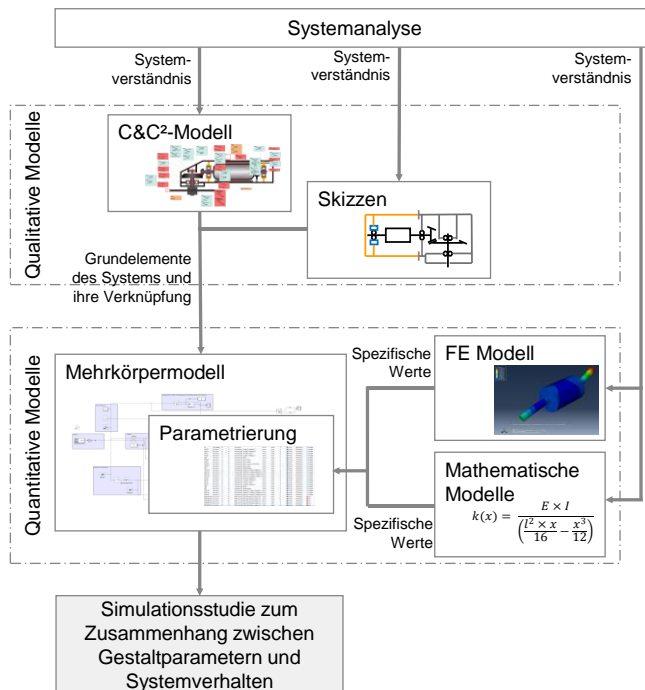 Systemanalyse
System-
verständnis
System-
verständnis
System-
verständnis
Qualitative Modelle
C&C²-Modell
Skizzen
Grundelemente
des Systems und
ihre Verknüpfung
Quantitative Modelle
Mehrkörpermodell
Parametrierung
Spezifische
Werte
FE Modell
Mathematische
Modelle
k(x) = E × I / (l² × x / 16 − x³ / 12)
Spezifische
Werte
Simulationsstudie zum
Zusammenhang zwischen
Gestaltparametern und
Systemverhalten